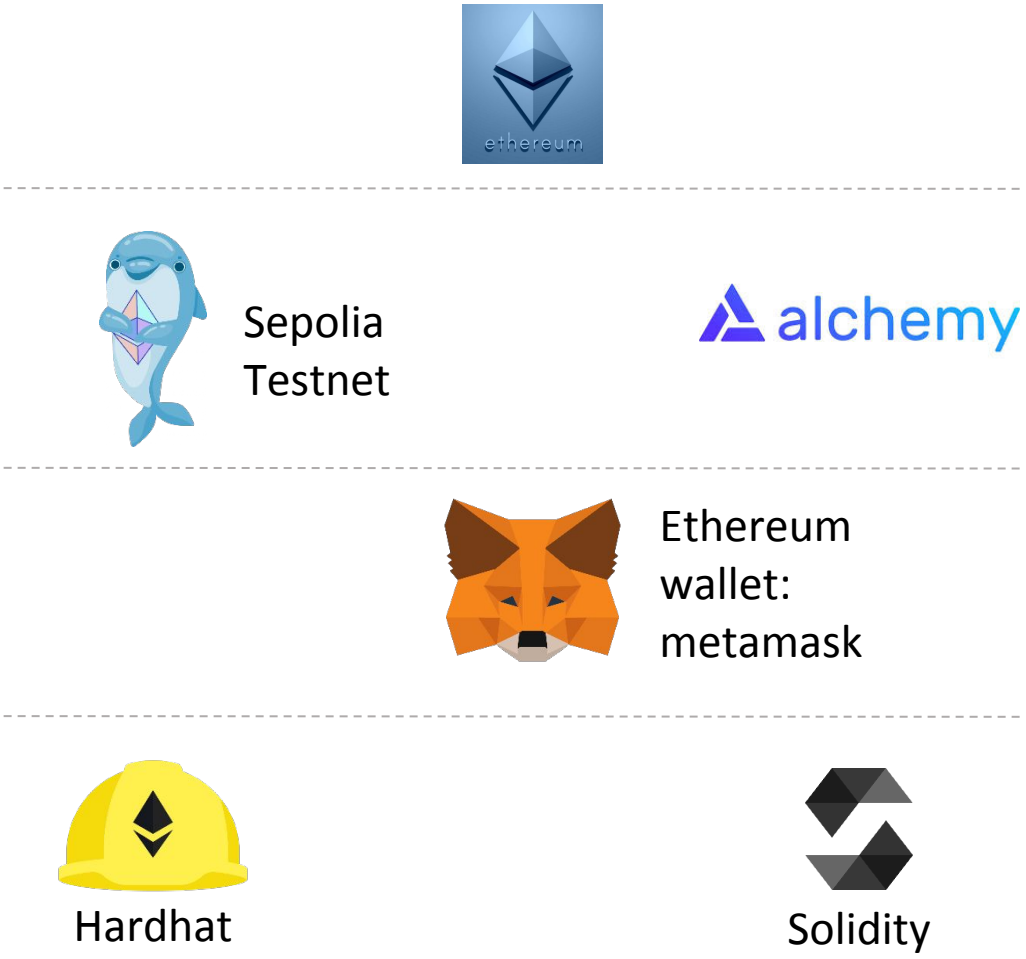 ethereum
Sepolia
Testnet
alchemy
Ethereum
wallet:
metamask
Hardhat
Solidity